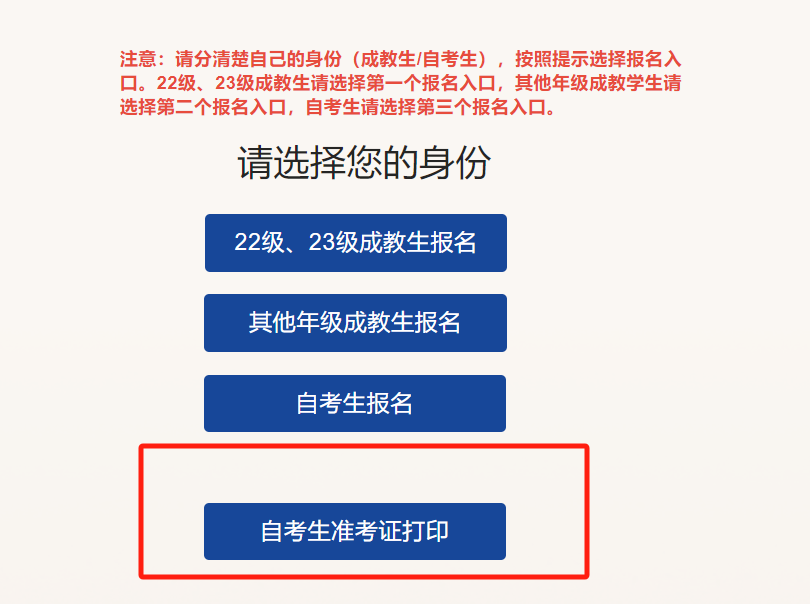 注意：请分清楚自己的身份（成教生/自考生），按照提示选择报名入
口。22级、23级成教生请选择第一个报名入口，其他年级成教学生请
选择第二个报名入口，自考生请选择第三个报名入口。
请选择您的身份
22级、23级成教生报名
其他年级成教生报名
自考生报名
自考生准考证打印